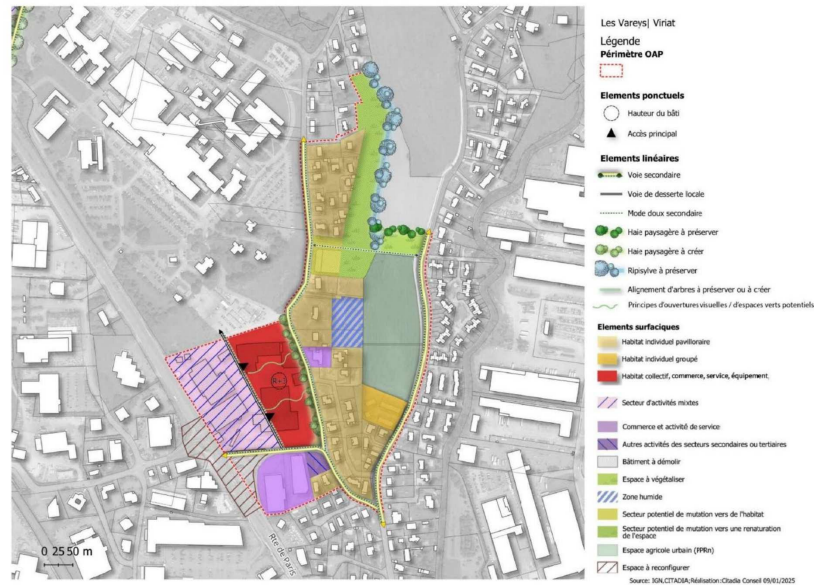 Les Vareys| Viriat
Légende
Périmètre OAP
Elements ponctuels
Hauteur du bâti
Accès principal
Elements linéaires
Voie secondaire
Voie de desserte locale
Mode doux secondaire
Haie paysagère à préserver
Haie paysagère à créer
Ripisylve à préserver
Alignement d'arbres à préserver ou à créer
Principes d'ouvertures visuelles / d'espaces verts potentiels
Elements surfaciques
Habitat individuel pavillonaire
Habitat individuel groupé
Habitat collectif, commerce, service, équipement,
Secteur d'activités mixtes
Commerce et activité de service
Autres activités des secteurs secondaires ou tertiaires
Bâtiment à démolir
Espace à végétaliser
Zone humide
Secteur potentiel de mutation vers de l'habitat
Secteur potentiel de mutation vers une renaturation
de l'espace
Espace agricole urbain (PPRn)
Espace à reconfigurer
Rte de paris
0 25 50 m
Source: IGN,CITADIA;Réalisation:Citadia Conseil 09/01/2025